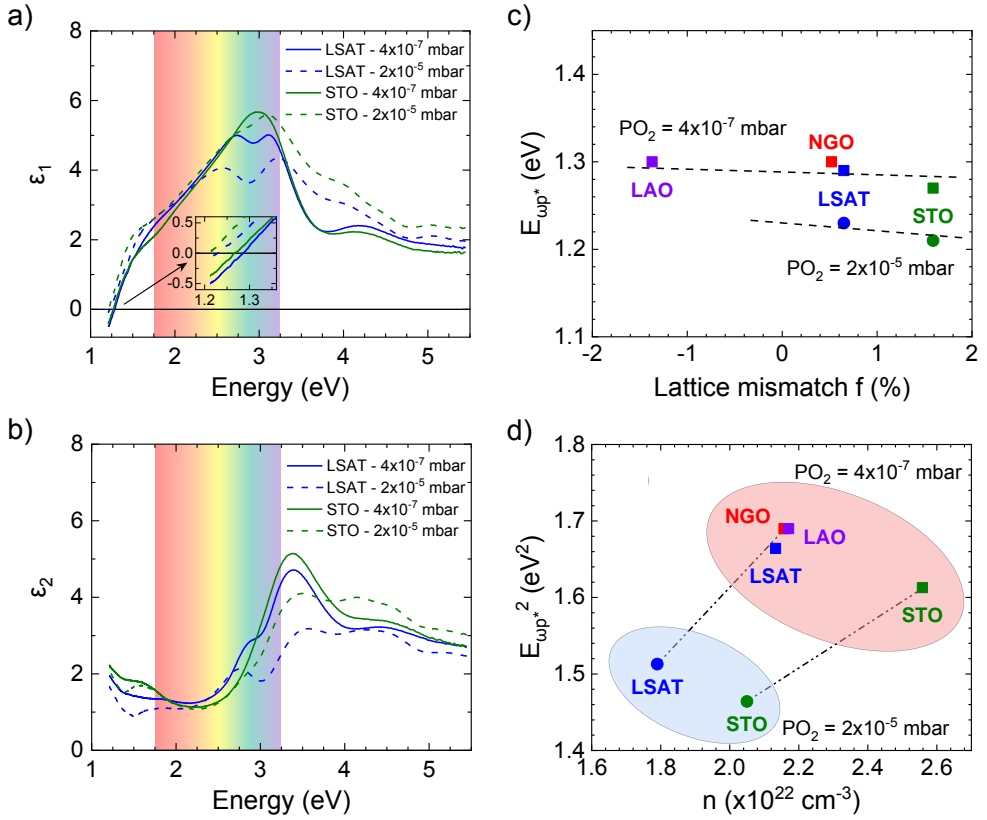 a)
8
6
4
2
0
ε₁
LSAT - 4x10⁻⁷ mbar
LSAT - 2x10⁻⁵ mbar
STO - 4x10⁻⁷ mbar
STO - 2x10⁻⁵ mbar
0.5
0.0
-0.5
1.2 1.3
1 2 3 4 5
Energy (eV)
b)
8
6
4
2
0
ε₂
LSAT - 4x10⁻⁷ mbar
LSAT - 2x10⁻⁵ mbar
STO - 4x10⁻⁷ mbar
STO - 2x10⁻⁵ mbar
1 2 3 4 5
Energy (eV)
c)
1.4
1.3
1.2
1.1
E_ωp* (eV)
PO₂ = 4x10⁻⁷ mbar
NGO
LAO
LSAT
STO
PO₂ = 2x10⁻⁵ mbar
-2 -1 0 1 2
Lattice mismatch f (%)
d)
1.8
1.7
1.6
1.5
1.4
E_ωp*² (eV²)
PO₂ = 4x10⁻⁷ mbar
NGO
LAO
LSAT
STO
LSAT
STO
PO₂ = 2x10⁻⁵ mbar
1.8 2.0 2.2 2.4 2.6
n (x10²² cm⁻³)